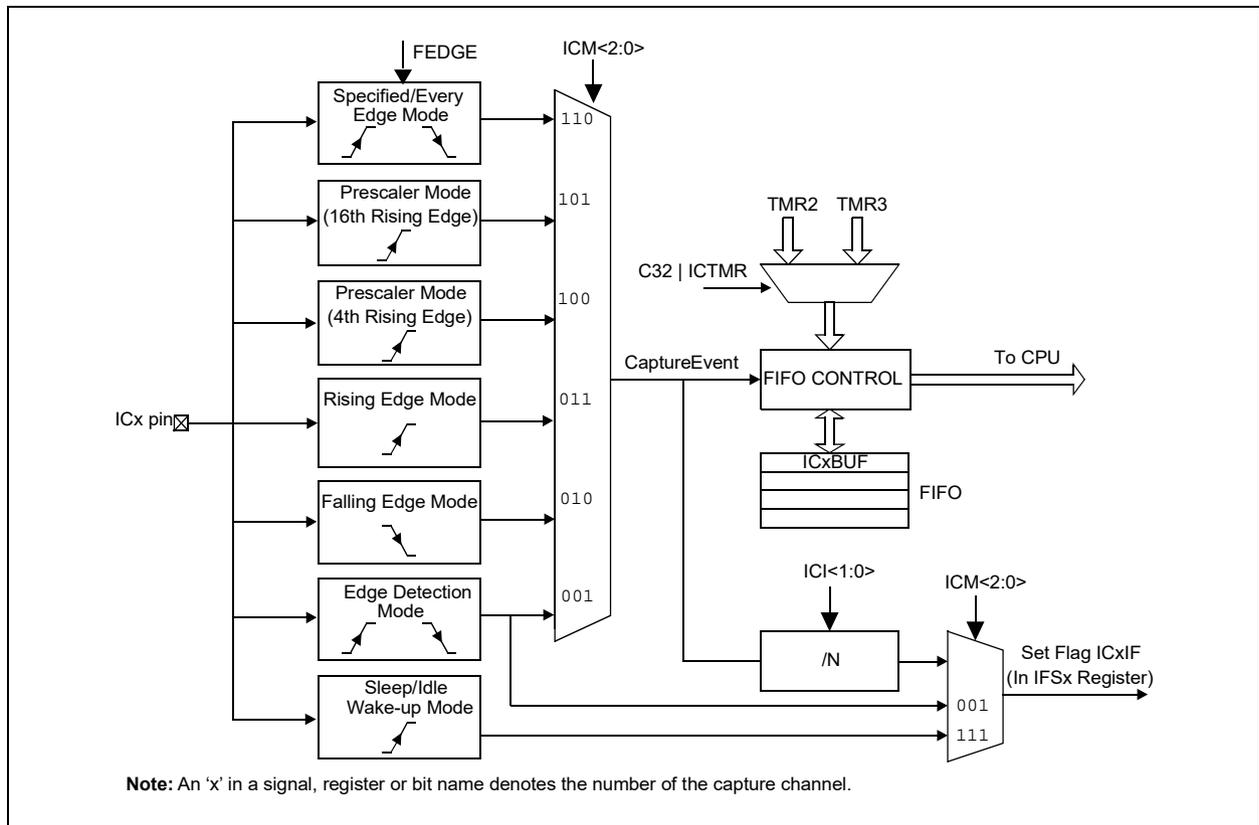 FEDGE
ICM<2:0>
Specified/Every
Edge Mode
110
Prescaler Mode
(16th Rising Edge)
101
TMR2
TMR3
C32 | ICTMR
Prescaler Mode
(4th Rising Edge)
100
CaptureEvent
FIFO CONTROL
To CPU
ICx pin
Rising Edge Mode
011
ICxBUF
FIFO
Falling Edge Mode
010
Edge Detection
Mode
001
ICI<1:0>
ICM<2:0>
/N
Set Flag ICxIF
(In IFSx Register)
001
111
Sleep/Idle
Wake-up Mode
Note: An ‘x’ in a signal, register or bit name denotes the number of the capture channel.